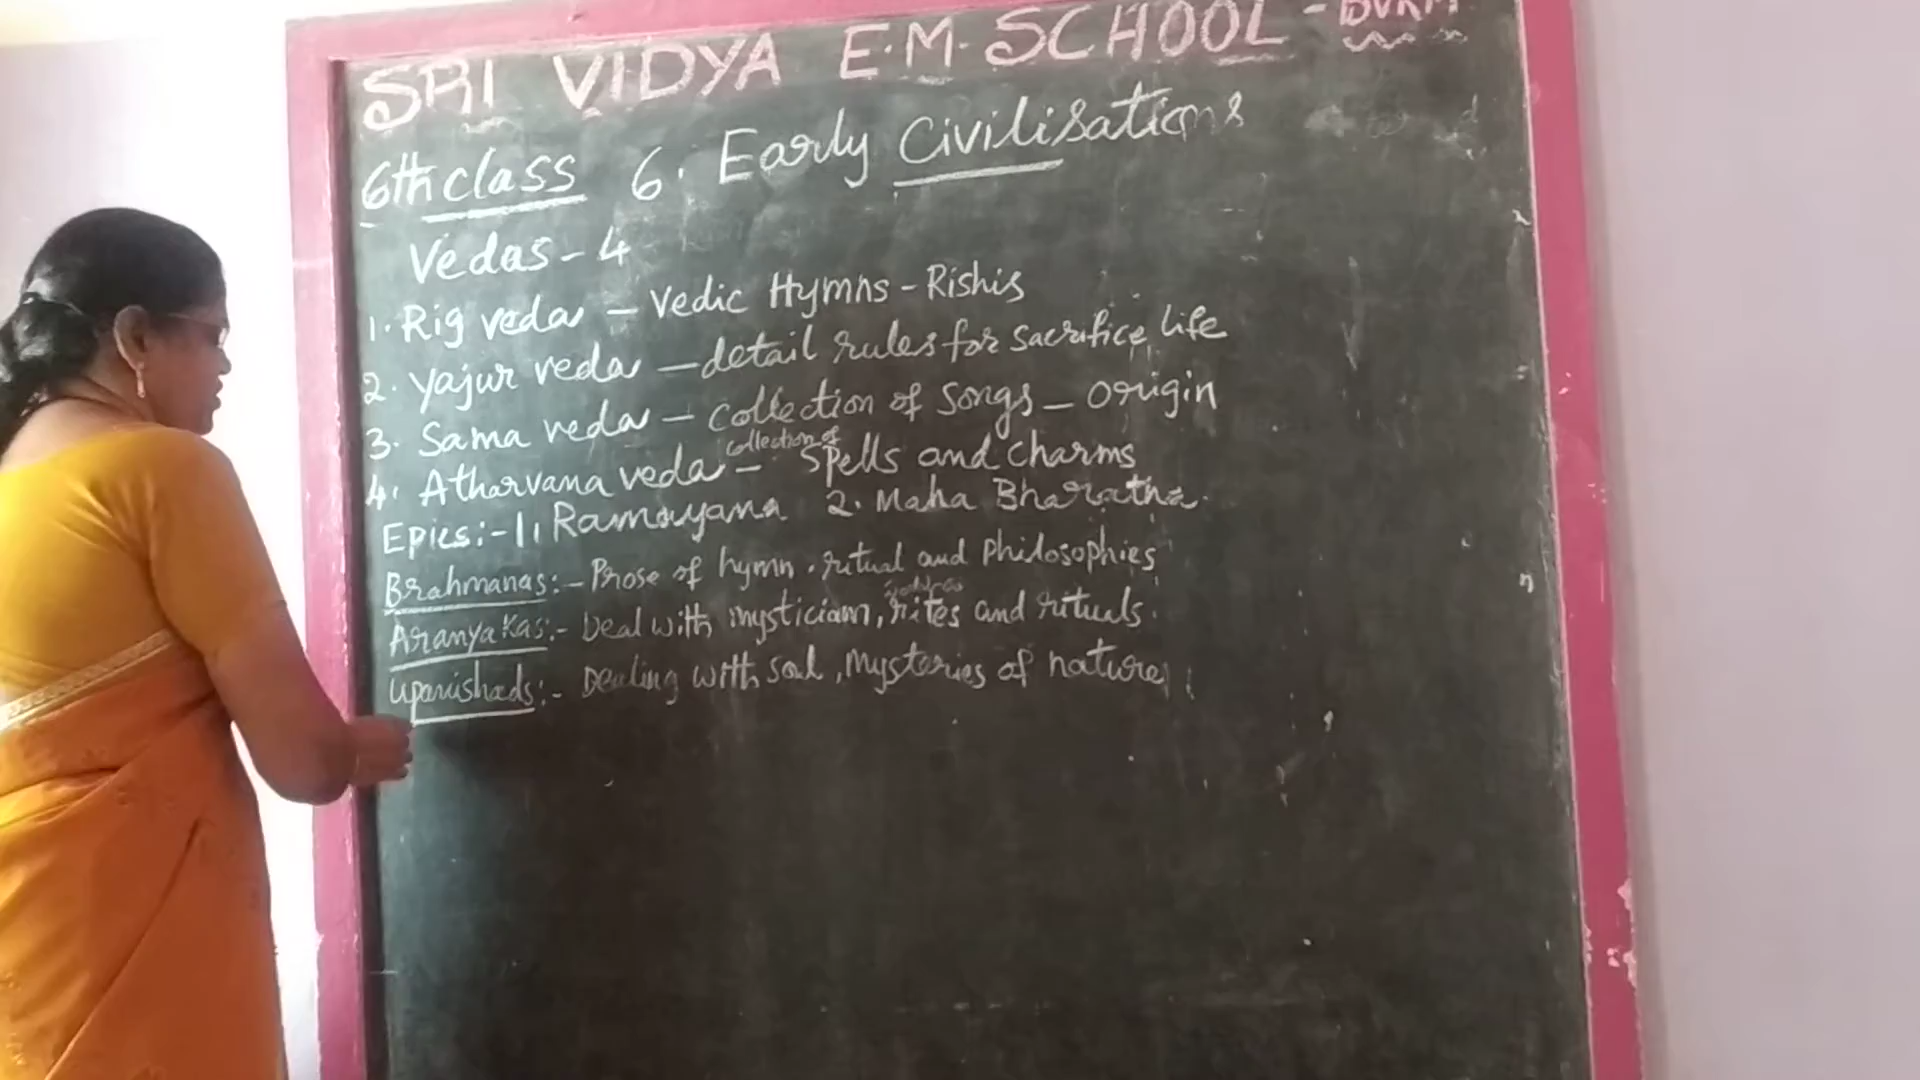 SRI VIDYA E.M. SCHOOL - BVRM
6th class 6. Early Civilisations
Vedas - 4
1. Rig veda - Vedic Hymns - Rishis
2. Yajur veda - detail rules for sacrifice life
3. Sama veda - collection of songs - origin
4. Atharvana veda - collection of spells and charms
Epics:- 1, Ramayana 2. Maha Bharatha.
Brahmanas:- Prose of hymn. ritual and Philosophies
Aranyakas:- Deal with mysticism, rites and rituals.
Upanishads:- Dealing with soul, mysteries of nature